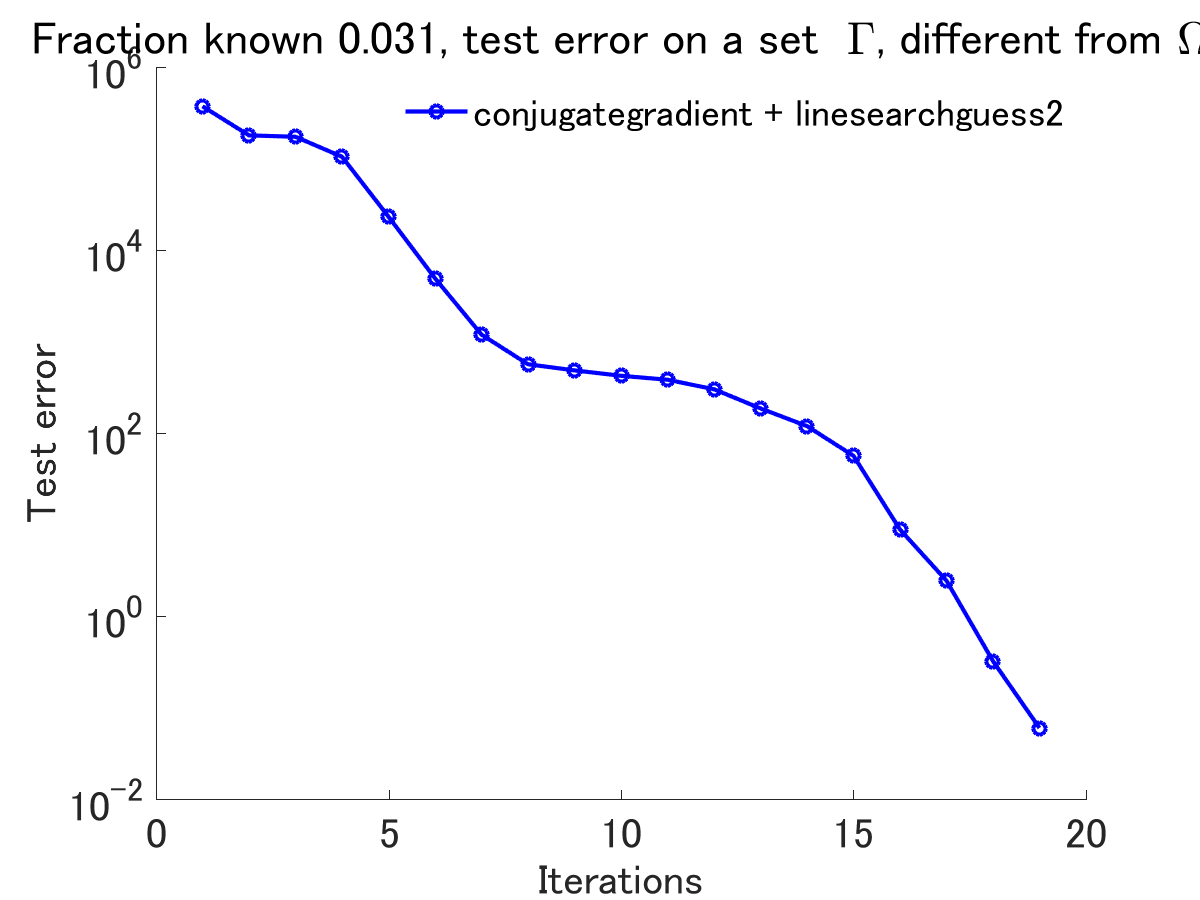 Fraction known 0.031, test error on a set Γ, different from Ω
10^6
conjugategradient + linesearchguess2
10^4
10^2
10^0
10^−2
Test error
0 5 10 15 20
Iterations